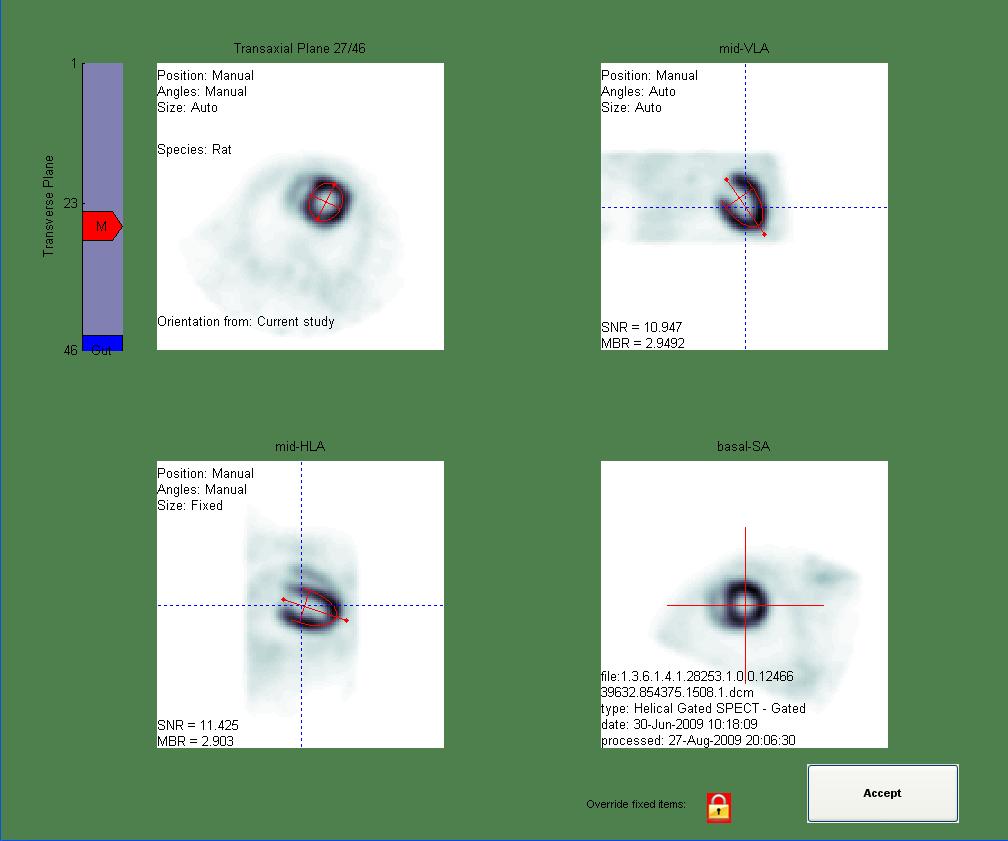 Transaxial Plane 27/46
1
Transverse Plane
23
M
46
Gut
Position: Manual
Angles: Manual
Size: Auto
Species: Rat
Orientation from: Current study
mid-VLA
Position: Manual
Angles: Auto
Size: Auto
SNR = 10.947
MBR = 2.9492
mid-HLA
Position: Manual
Angles: Manual
Size: Fixed
SNR = 11.425
MBR = 2.903
basal-SA
file:1.3.6.1.4.1.28253.1.0.0.12466
39632.854375.1508.1.dcm
type: Helical Gated SPECT - Gated
date: 30-Jun-2009 10:18:09
processed: 27-Aug-2009 20:06:30
Override fixed items:
Accept